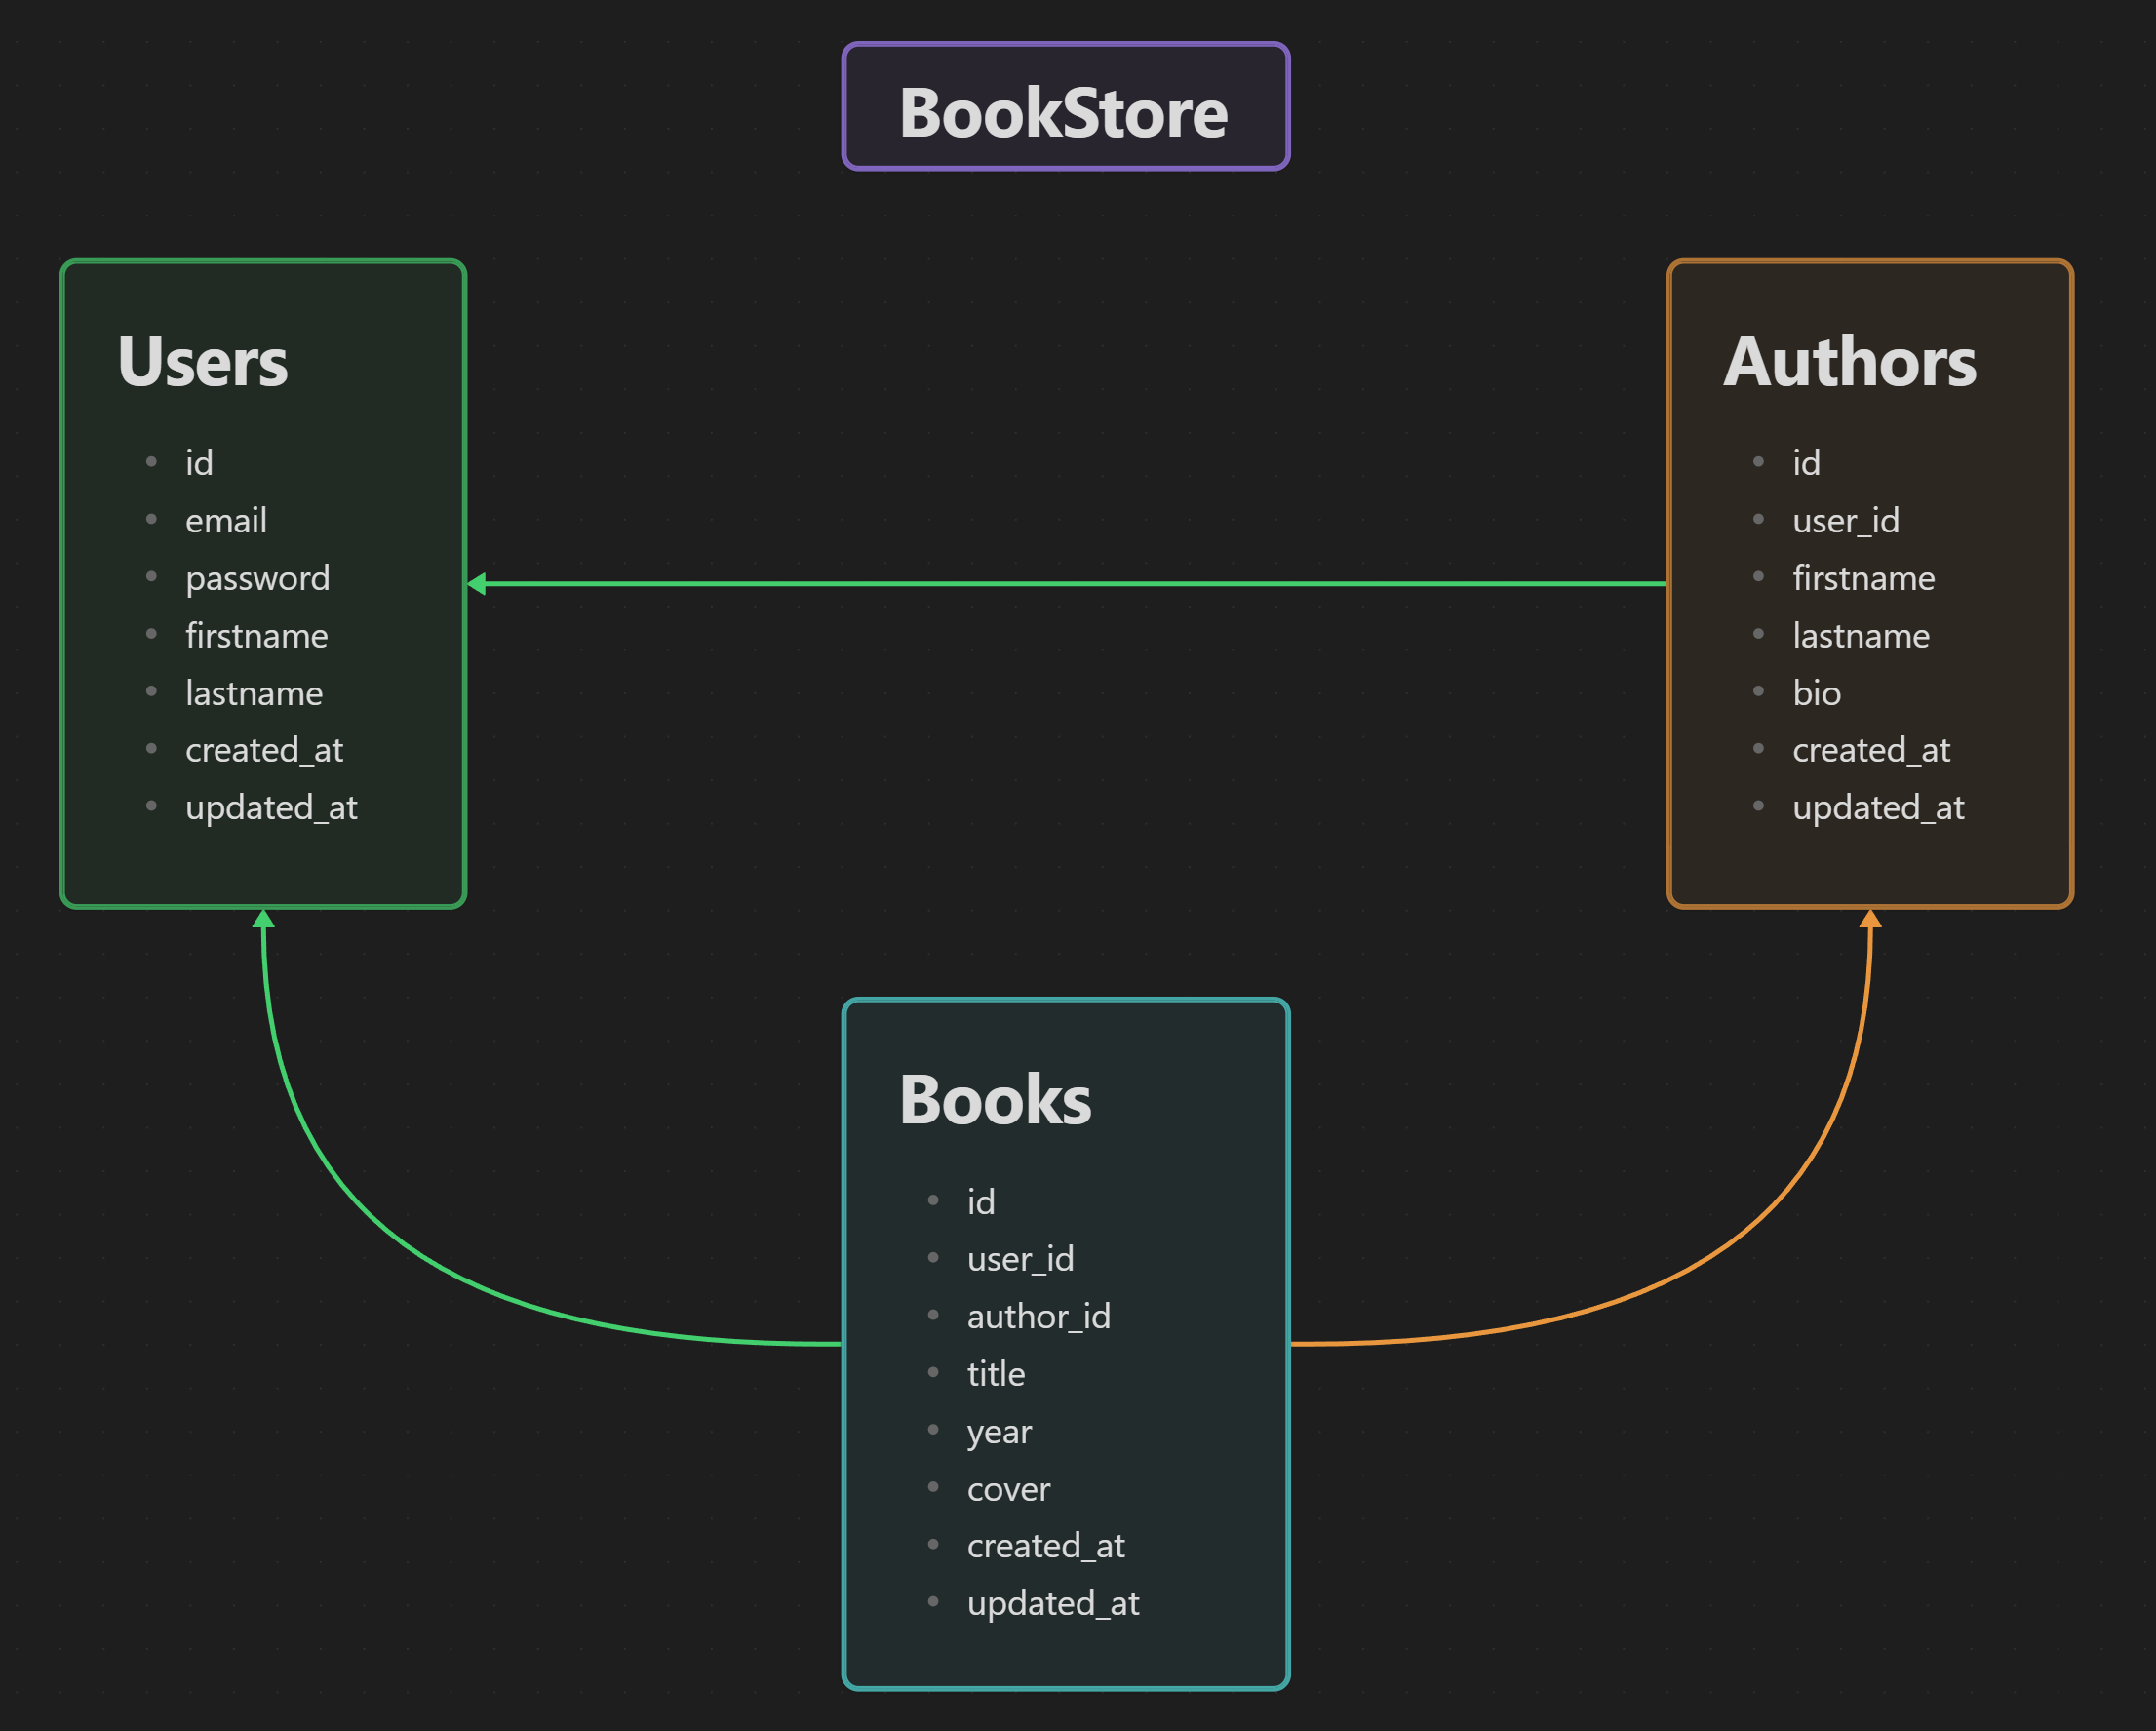 BookStore
Users
id
email
password
firstname
lastname
created_at
updated_at
Authors
id
user_id
firstname
lastname
bio
created_at
updated_at
Books
id
user_id
author_id
title
year
cover
created_at
updated_at